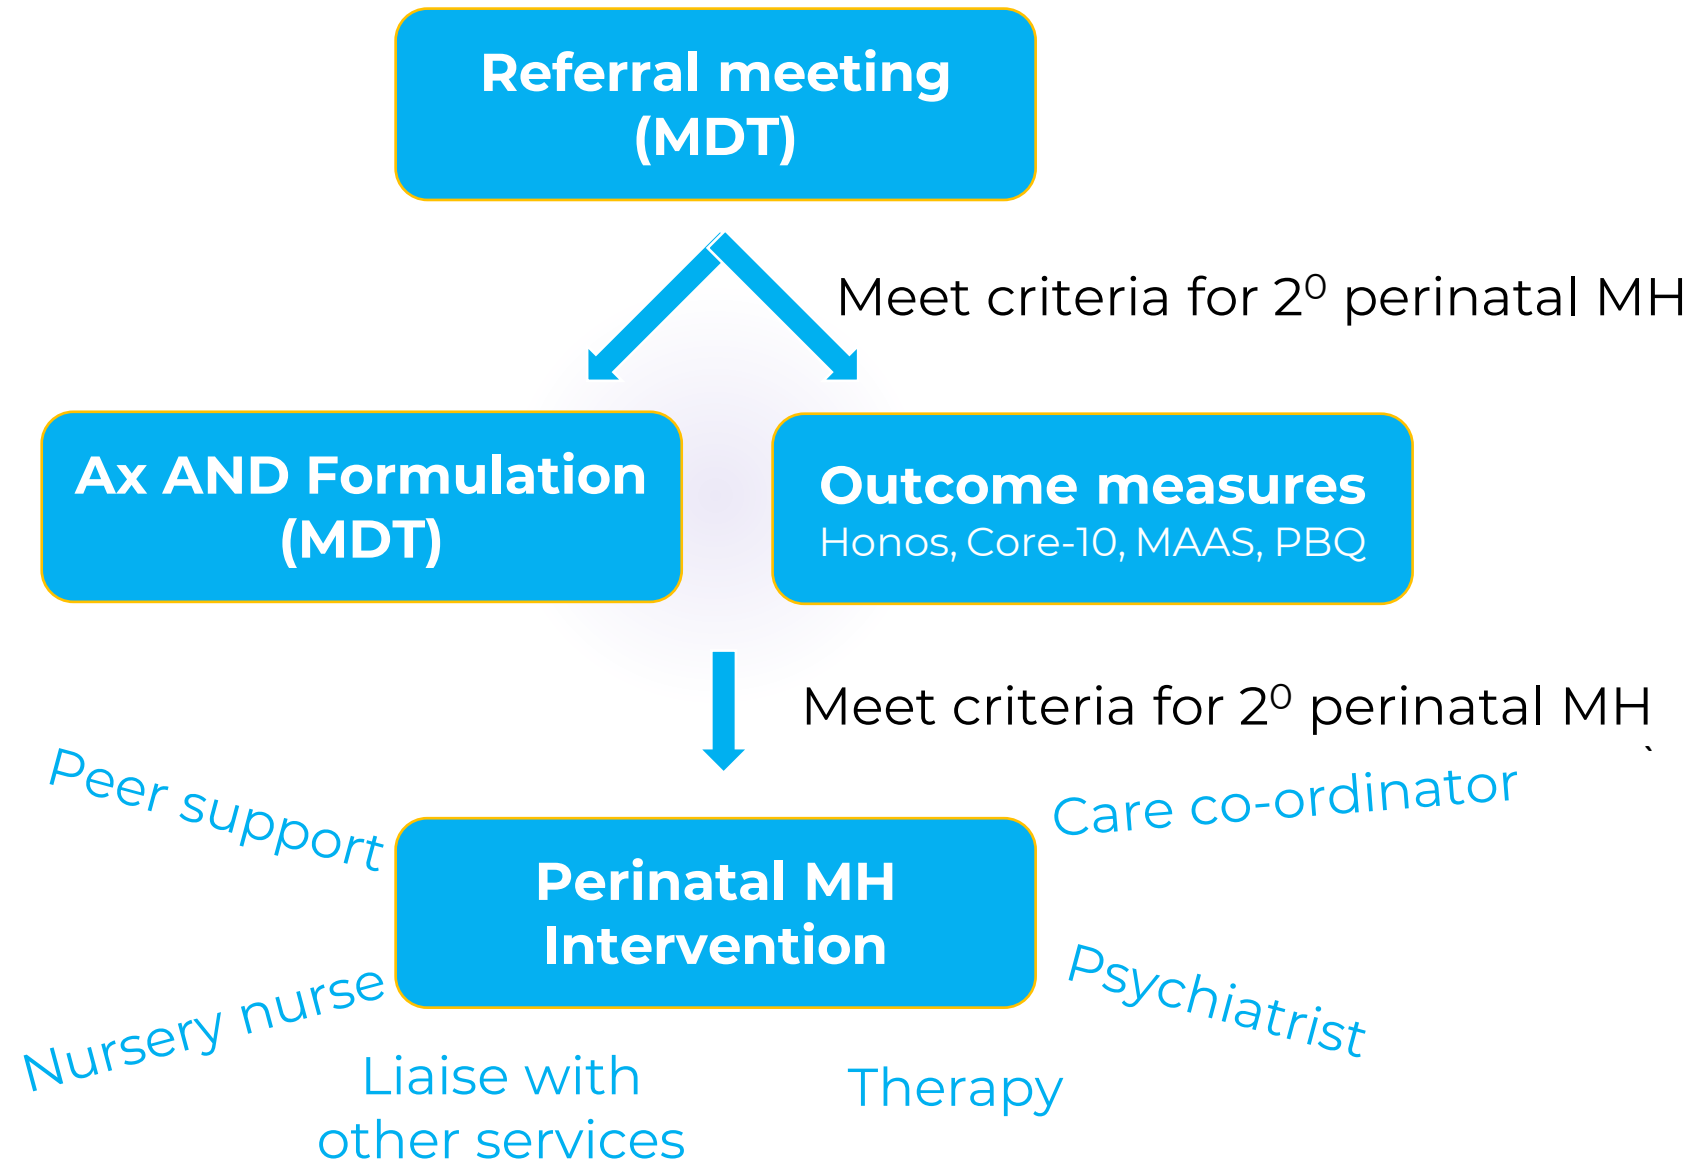 Referral meeting
(MDT)
Meet criteria for 2⁰ perinatal MH
Ax AND Formulation
(MDT)
Outcome measures
Honos, Core-10, MAAS, PBQ
Meet criteria for 2⁰ perinatal MH
`
Peer support
Care co-ordinator
Perinatal MH
Intervention
Nursery nurse
Psychiatrist
Liaise with
other services
Therapy